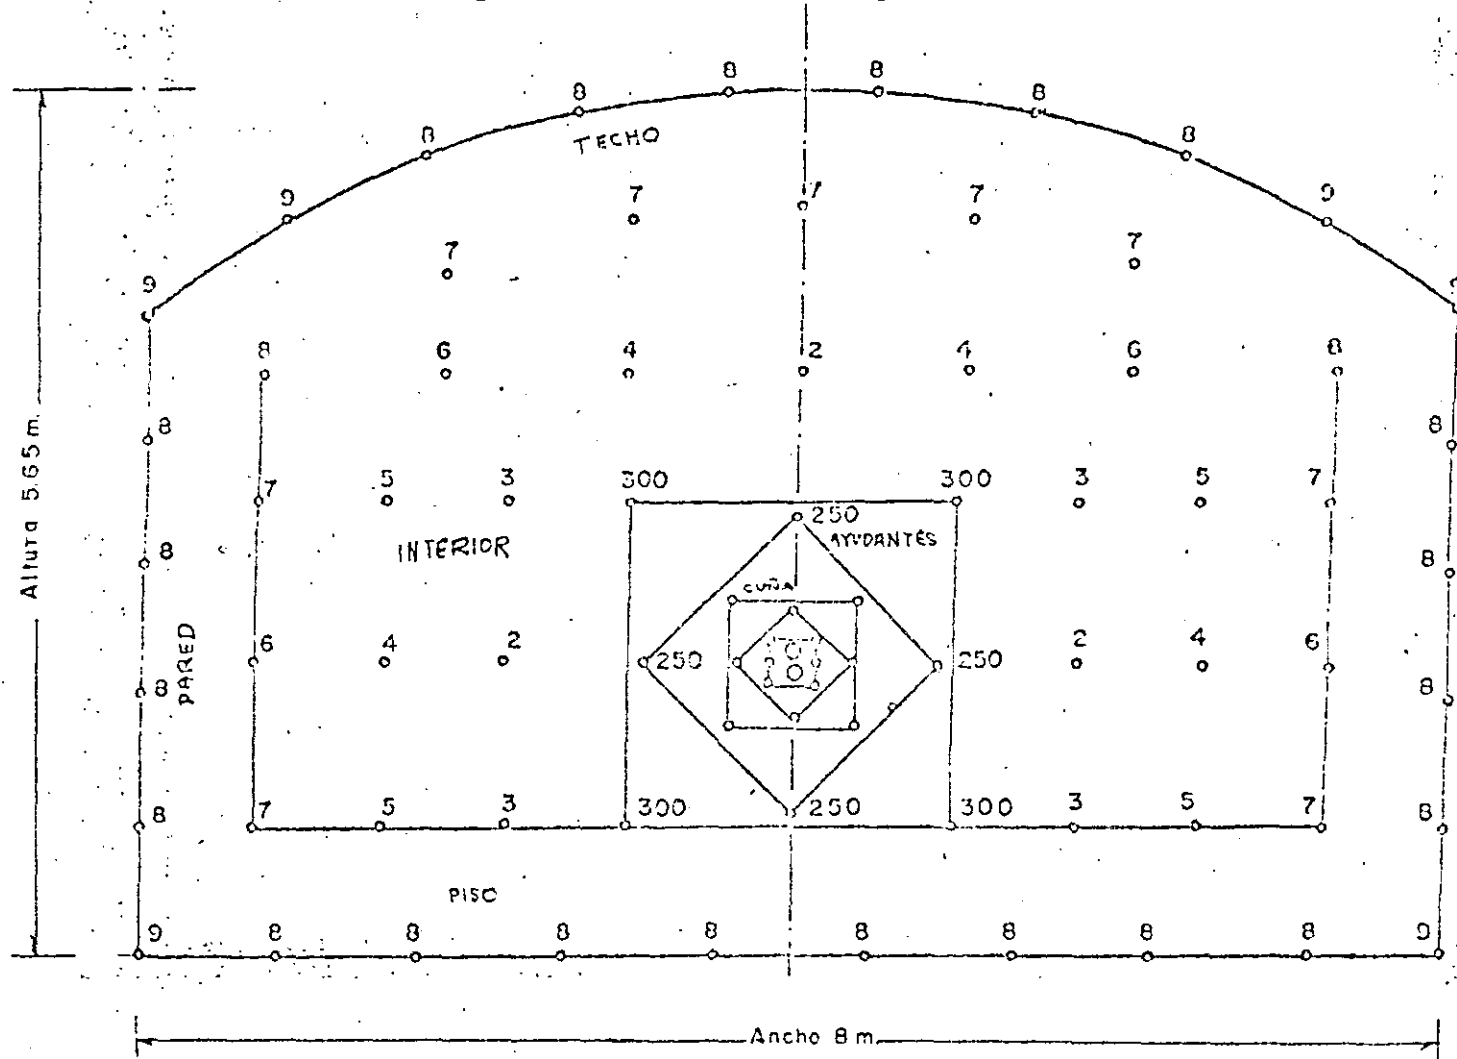 8 8
8 8
TECHO
8 8
9 7 7 7 9
7 7
9
8 6 4 2 4 6 8
8 8
7 5 3 300 300 3 5 7
250
INTERIOR AYUDANTES
8 CUÑA 8
Altura 5.65 m.
PARED
6 4 2 250 250 2 4 6
8 8
8 7 5 3 300 250 300 3 5 7 8
PISO
9 8 8 8 8 8 8 8 8 9
Ancho 8 m